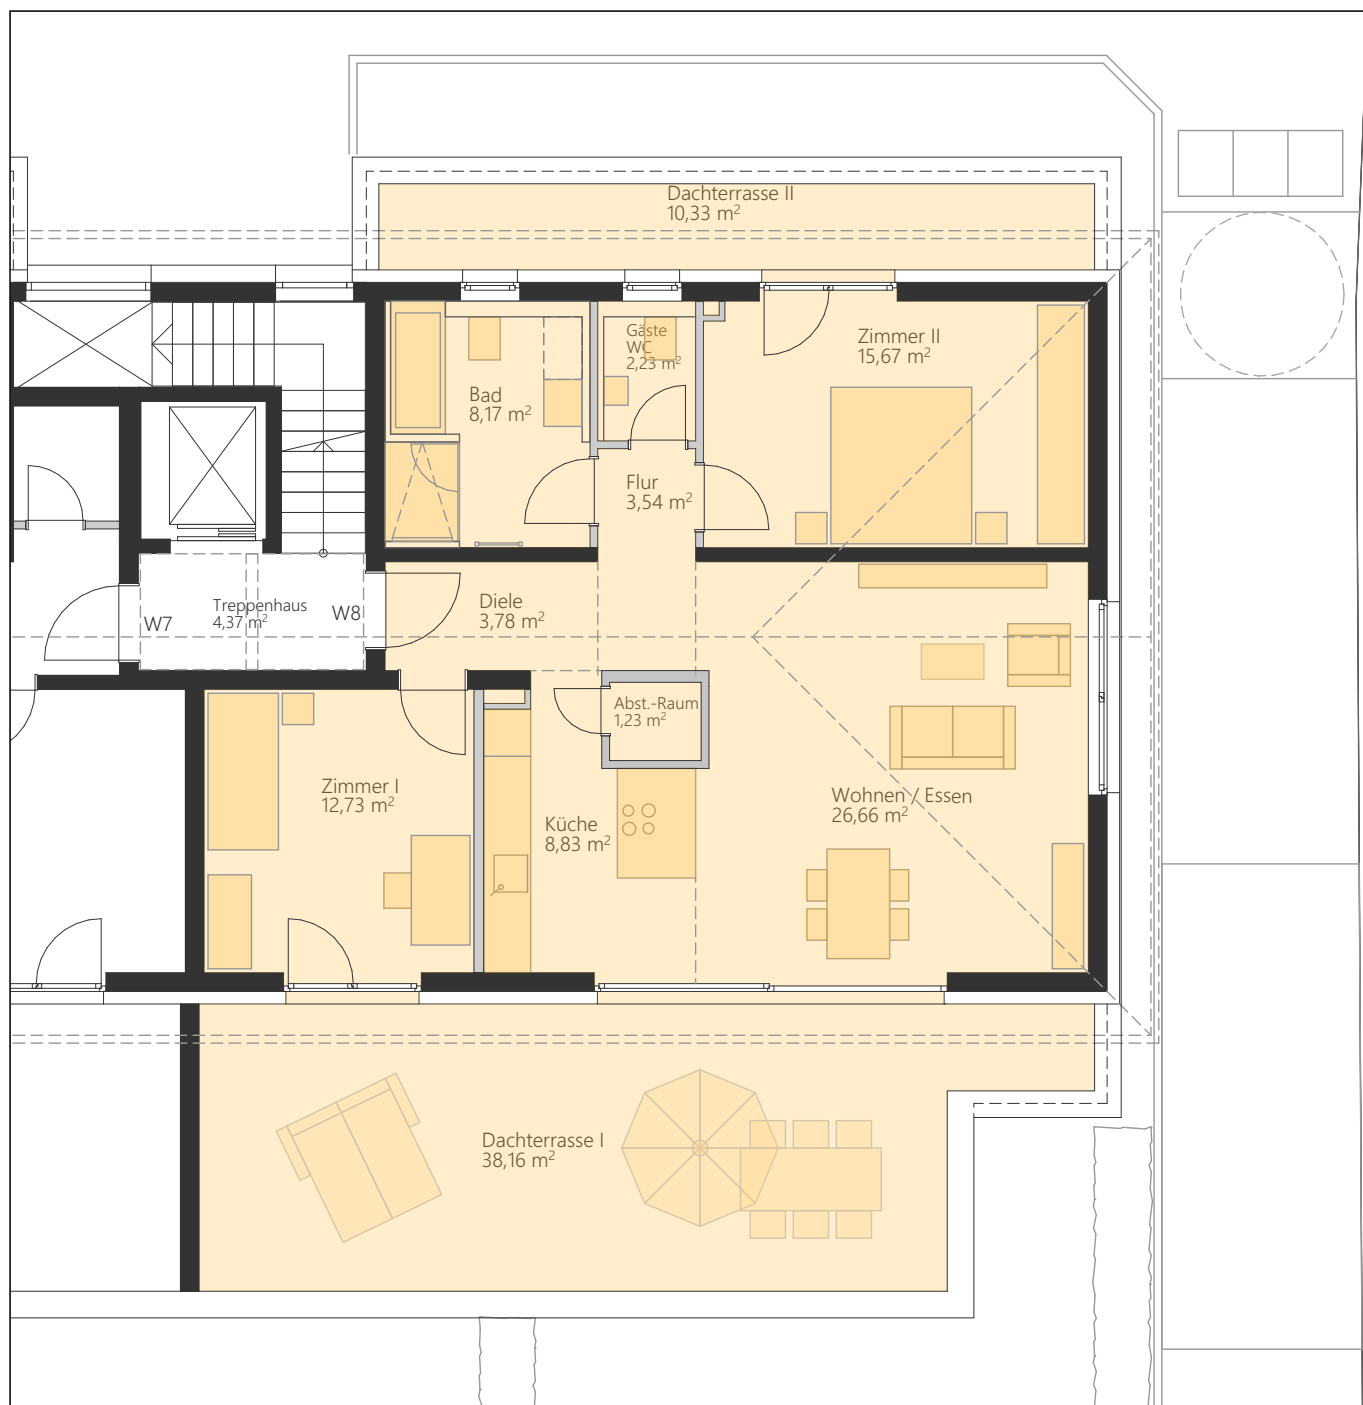 Dachterrasse II
10,33 m²
Gäste
WC
2,23 m²
Zimmer II
15,67 m²
Bad
8,17 m²
Flur
3,54 m²
Treppenhaus
4,37 m²
W7
W8
Diele
3,78 m²
Abst.-Raum
1,23 m²
Zimmer I
12,73 m²
Küche
8,83 m²
Wohnen / Essen
26,66 m²
Dachterrasse I
38,16 m²